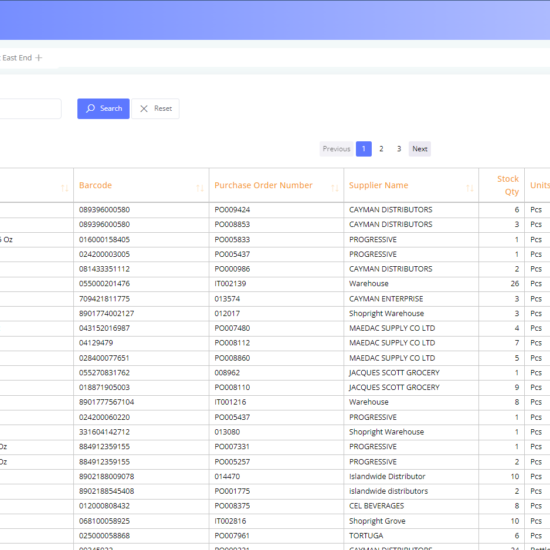 East End +
Search Reset
Previous 1 2 3 Next
Barcode Purchase Order Number Supplier Name Stock Qty Units
089396000580 PO009424 CAYMAN DISTRIBUTORS 6 Pcs
089396000580 PO008853 CAYMAN DISTRIBUTORS 3 Pcs
Oz 016000158405 PO005833 PROGRESSIVE 1 Pcs
024200003005 PO005437 PROGRESSIVE 1 Pcs
081433351112 PO000986 CAYMAN DISTRIBUTORS 2 Pcs
055000201476 IT002139 Warehouse 26 Pcs
709421811775 013574 CAYMAN ENTERPRISE 3 Pcs
8901774002127 012017 Shopright Warehouse 3 Pcs
043152016987 PO007480 MAEDAC SUPPLY CO LTD 4 Pcs
04129479 PO008112 MAEDAC SUPPLY CO LTD 7 Pcs
028400077651 PO008860 MAEDAC SUPPLY CO LTD 5 Pcs
055270831762 008962 JACQUES SCOTT GROCERY 1 Pcs
018871905003 PO008110 JACQUES SCOTT GROCERY 9 Pcs
8901777567104 IT001216 Warehouse 8 Pcs
024200060220 PO005437 PROGRESSIVE 1 Pcs
331604142712 013080 Shopright Warehouse 1 Pcs
Oz 884912359155 PO007331 PROGRESSIVE 1 Pcs
Oz 884912359155 PO005257 PROGRESSIVE 2 Pcs
8902188009078 014470 Islandwide Distributor 10 Pcs
8902188545408 PO001775 islandwide distributors 2 Pcs
012000808432 PO008375 CEL BEVERAGES 8 Pcs
068100058925 IT002816 Shopright Grove 10 Pcs
025000058868 PO007961 TORTUGA 6 Pcs
CAYMAN DISTRIBUTORS